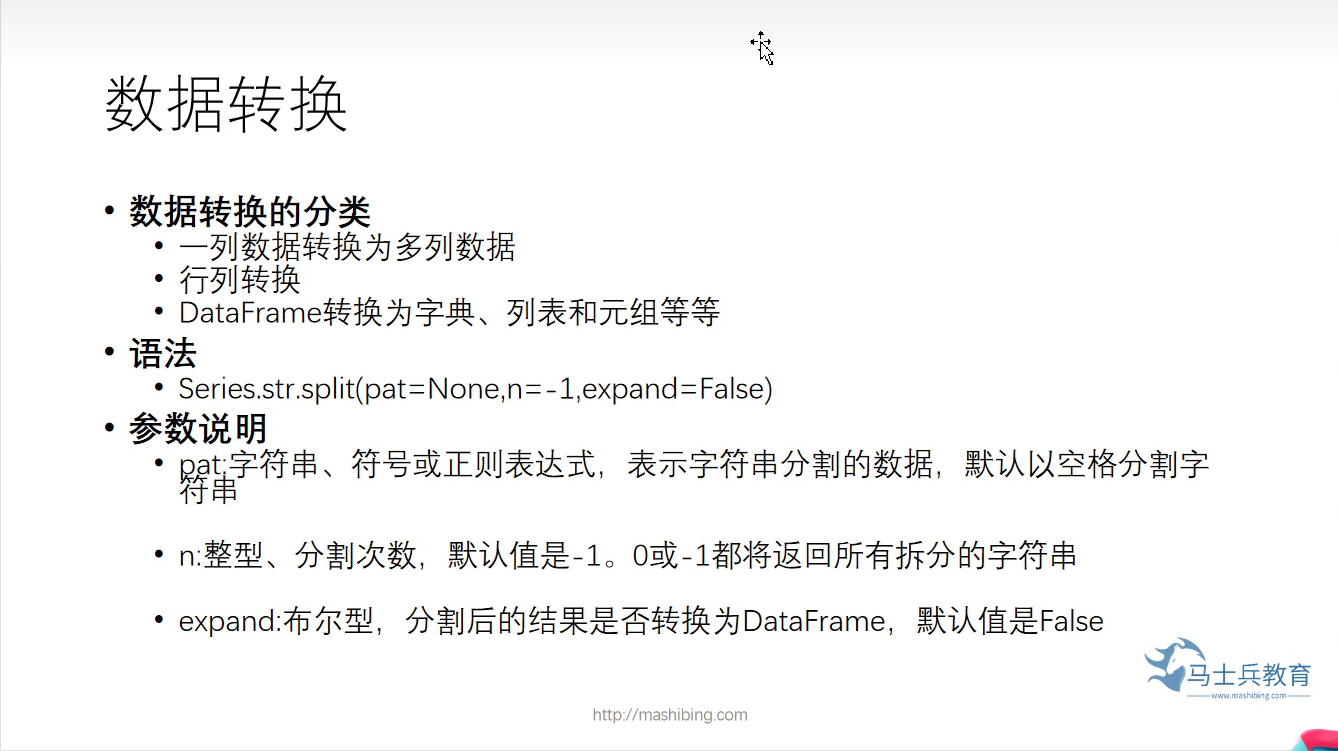 数据转换
• 数据转换的分类
• 一列数据转换为多列数据
• 行列转换
• DataFrame转换为字典、列表和元组等等
• 语法
• Series.str.split(pat=None,n=-1,expand=False)
• 参数说明
• pat:字符串、符号或正则表达式，表示字符串分割的数据，默认以空格分割字
符串
• n:整型、分割次数，默认值是-1。0或-1都将返回所有拆分的字符串
• expand:布尔型，分割后的结果是否转换为DataFrame，默认值是False
马士兵教育
www.mashibing.com
http://mashibing.com